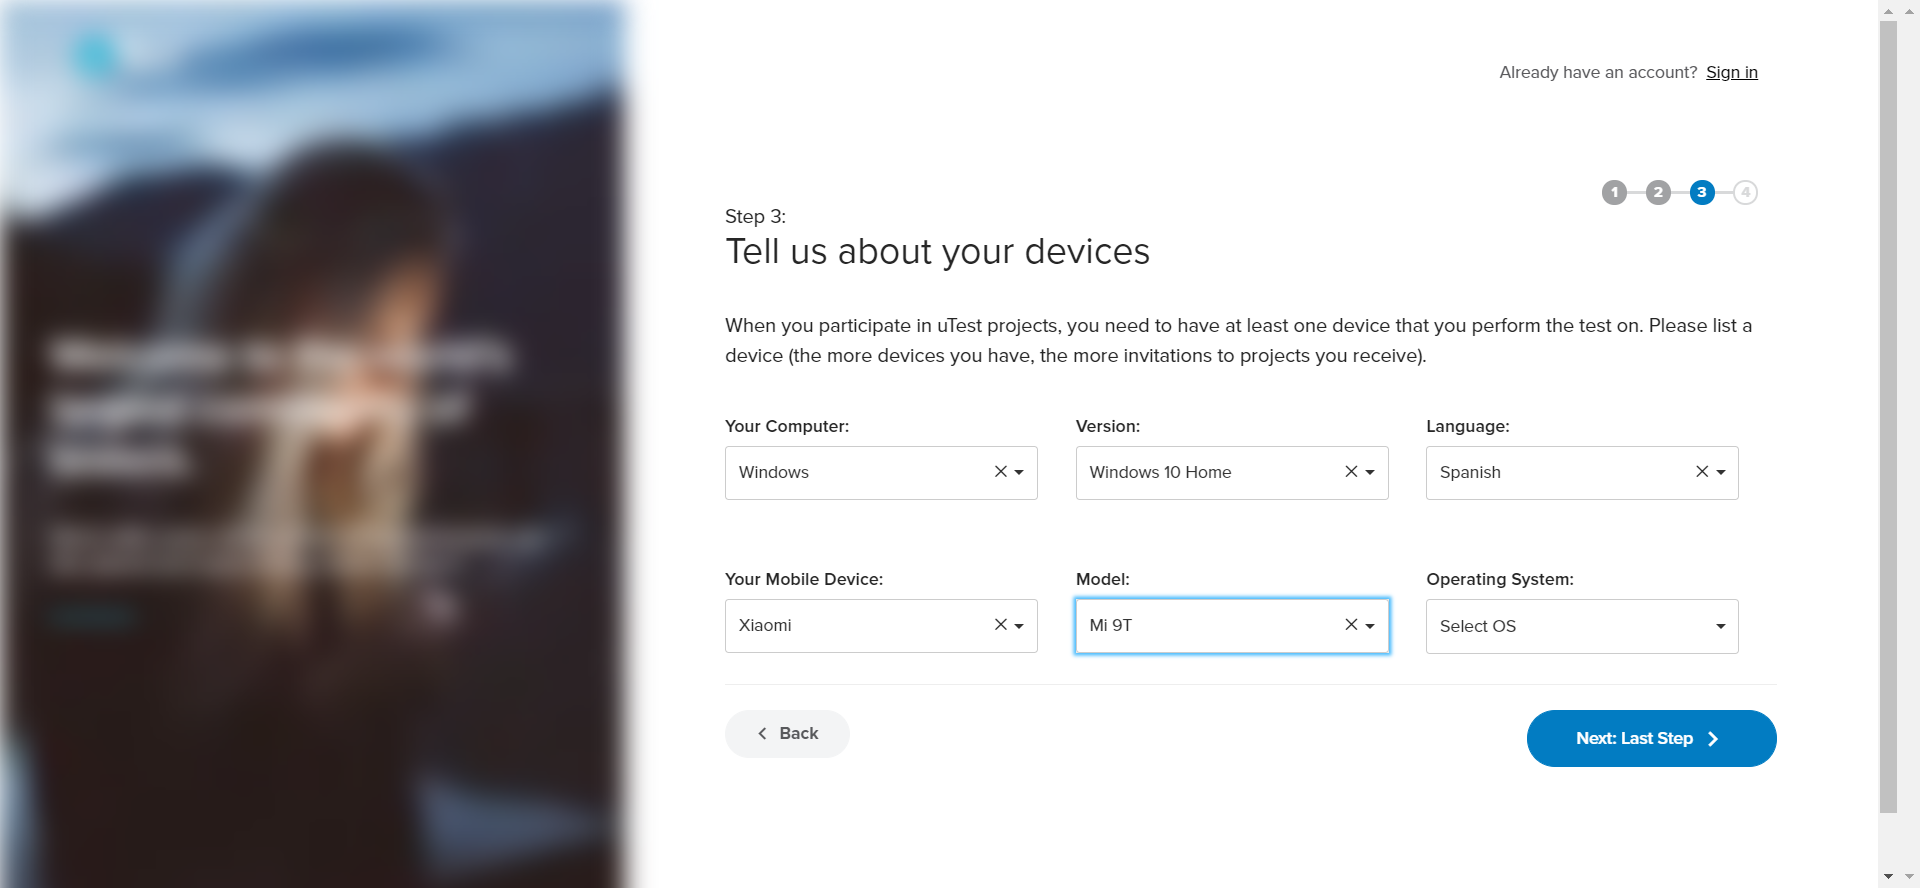 Already have an account? Sign in
1 2 3 4
Step 3:
Tell us about your devices
When you participate in uTest projects, you need to have at least one device that you perform the test on. Please list a
device (the more devices you have, the more invitations to projects you receive).
Your Computer: Version: Language:
Windows Windows 10 Home Spanish
Your Mobile Device: Model: Operating System:
Xiaomi Mi 9T Select OS
Back Next: Last Step